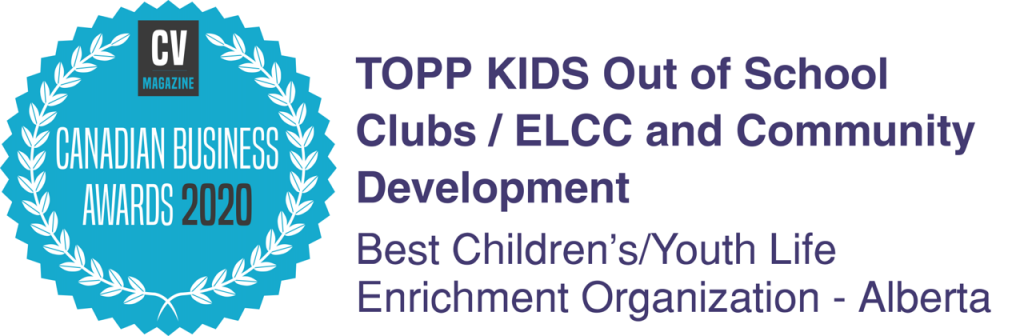 CV
MAGAZINE
CANADIAN BUSINESS
AWARDS 2020
TOPP KIDS Out of School
Clubs / ELCC and Community
Development
Best Children’s/Youth Life
Enrichment Organization - Alberta